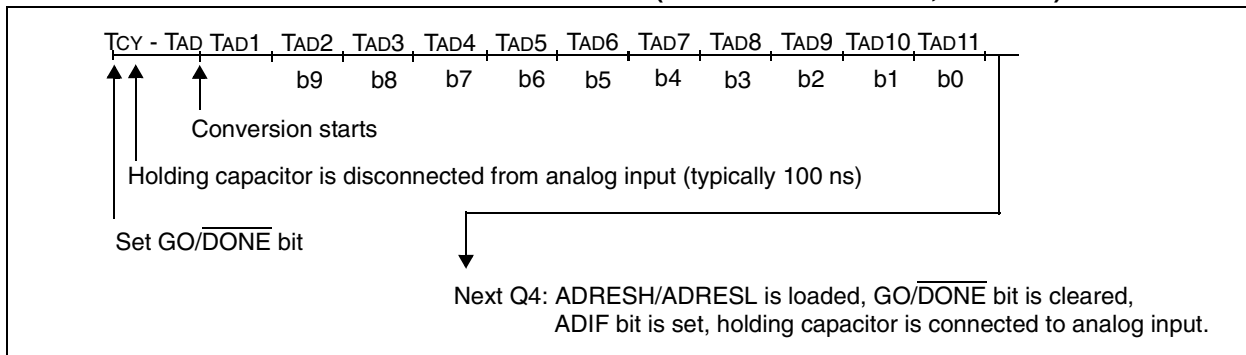 TCY - TAD TAD1 TAD2 TAD3 TAD4 TAD5 TAD6 TAD7 TAD8 TAD9 TAD10 TAD11
b9 b8 b7 b6 b5 b4 b3 b2 b1 b0
Conversion starts
Holding capacitor is disconnected from analog input (typically 100 ns)
Set GO/DONE bit
Next Q4: ADRESH/ADRESL is loaded, GO/DONE bit is cleared,
ADIF bit is set, holding capacitor is connected to analog input.